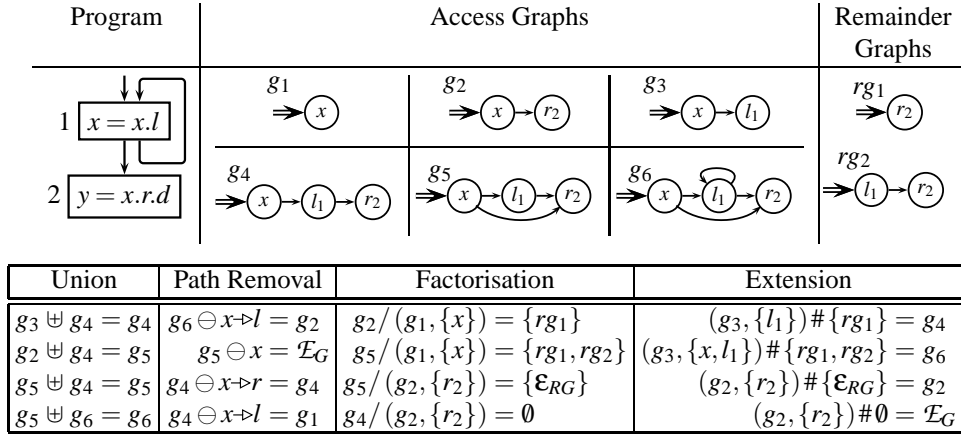 Program Access Graphs Remainder Graphs
g₁ x
g₂ x r₂
g₃ x l₁
rg₁ r₂
1 x = x.l
2 y = x.r.d
g₄ x l₁ r₂
g₅ x l₁ r₂
g₆ x l₁ r₂
rg₂ l₁ r₂
Union Path Removal Factorisation Extension
g₃ ⊎ g₄ = g₄ g₆ ⊖ x→l = g₂ g₂/(g₁,{x}) = {rg₁} (g₃,{l₁})#{rg₁} = g₄
g₂ ⊎ g₄ = g₅ g₅ ⊖ x = ℰ_G g₅/(g₁,{x}) = {rg₁,rg₂} (g₃,{x,l₁})#{rg₁,rg₂} = g₆
g₅ ⊎ g₄ = g₅ g₄ ⊖ x→r = g₄ g₅/(g₂,{r₂}) = {ε_RG} (g₂,{r₂})#{ε_RG} = g₂
g₅ ⊎ g₆ = g₆ g₄ ⊖ x→l = g₁ g₄/(g₂,{r₂}) = ∅ (g₂,{r₂})#∅ = ℰ_G